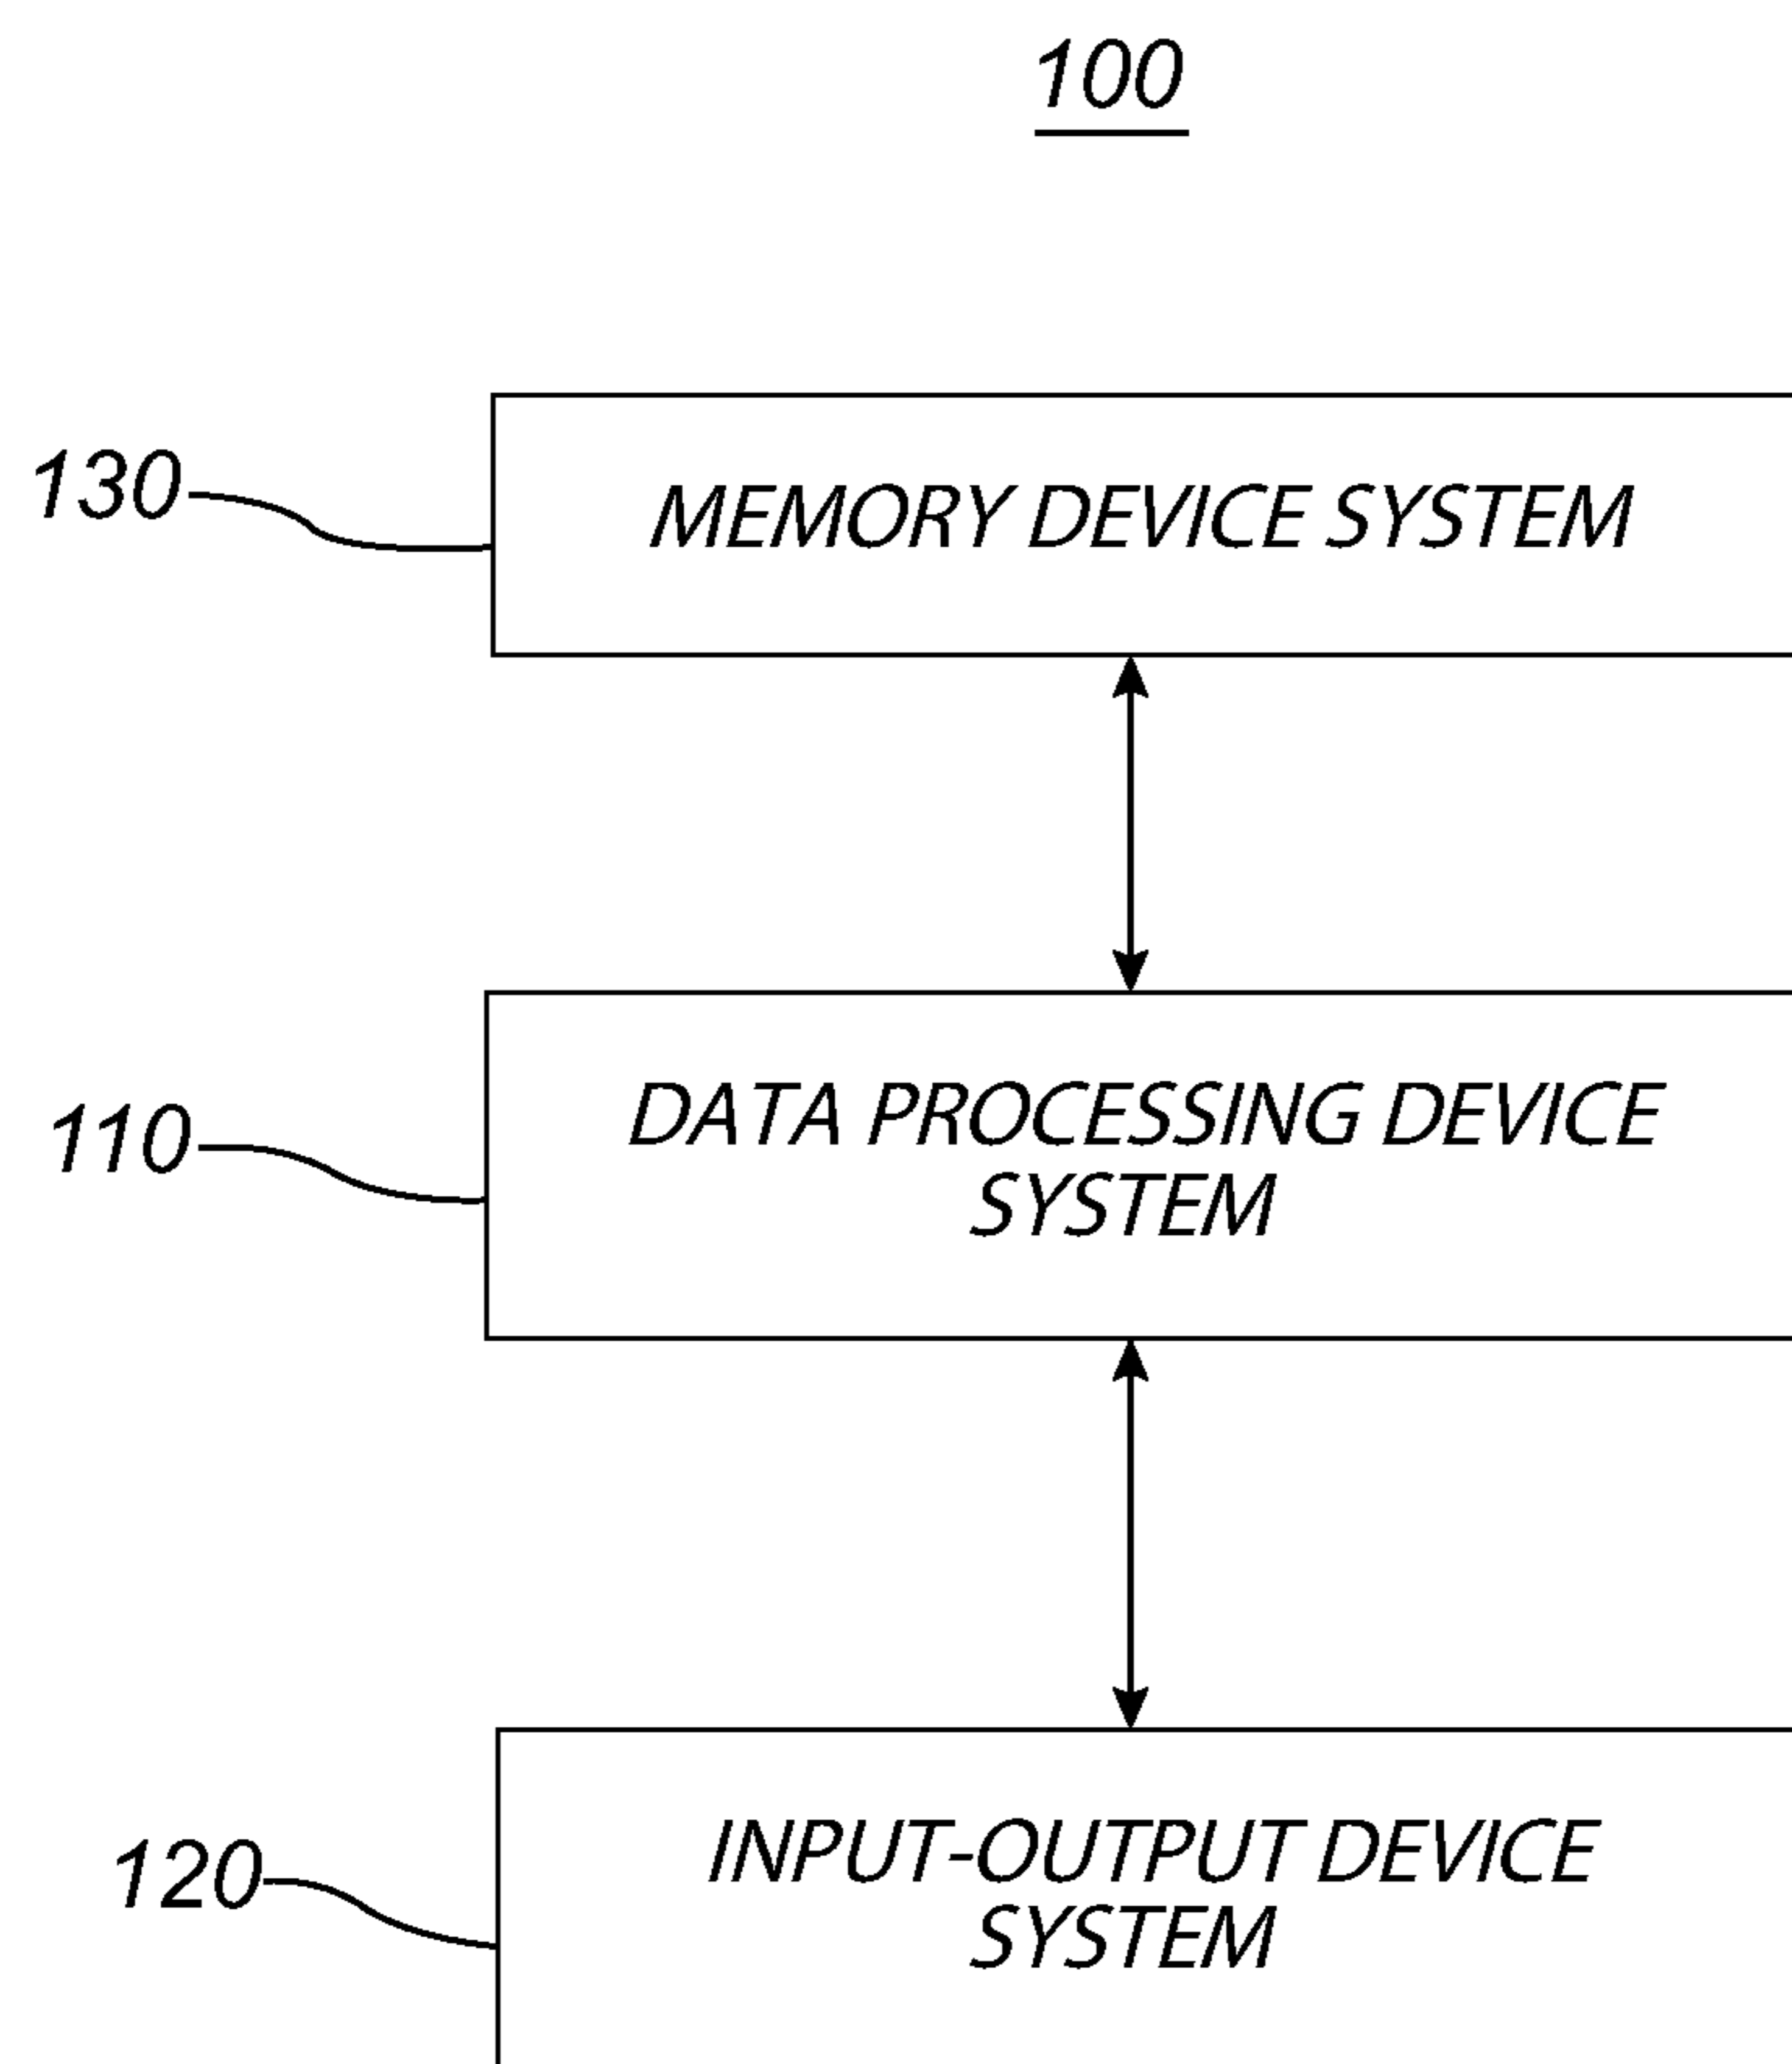 100
130
MEMORY DEVICE SYSTEM
110
DATA PROCESSING DEVICE
SYSTEM
120
INPUT-OUTPUT DEVICE
SYSTEM